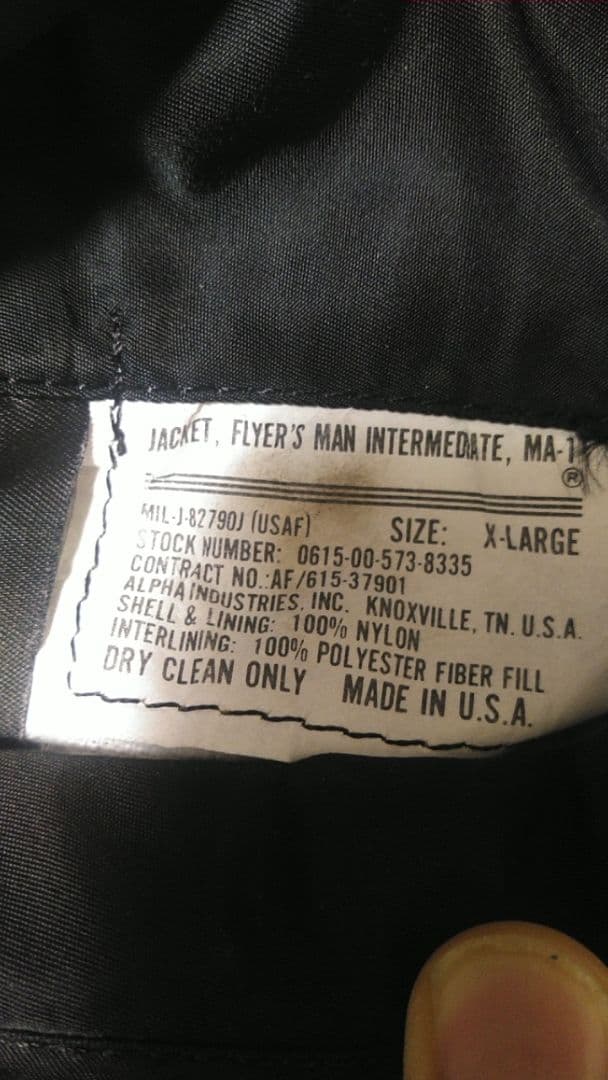 JACKET, FLYER'S MAN INTERMEDIATE, MA-1
®
MIL-J-82790J (USAF) SIZE: X-LARGE
STOCK NUMBER: 0615-00-573-8335
CONTRACT NO.:AF/615-37901
ALPHA INDUSTRIES, INC. KNOXVILLE, TN. U.S.A.
SHELL & LINING: 100% NYLON
INTERLINING: 100% POLYESTER FIBER FILL
DRY CLEAN ONLY MADE IN U.S.A.